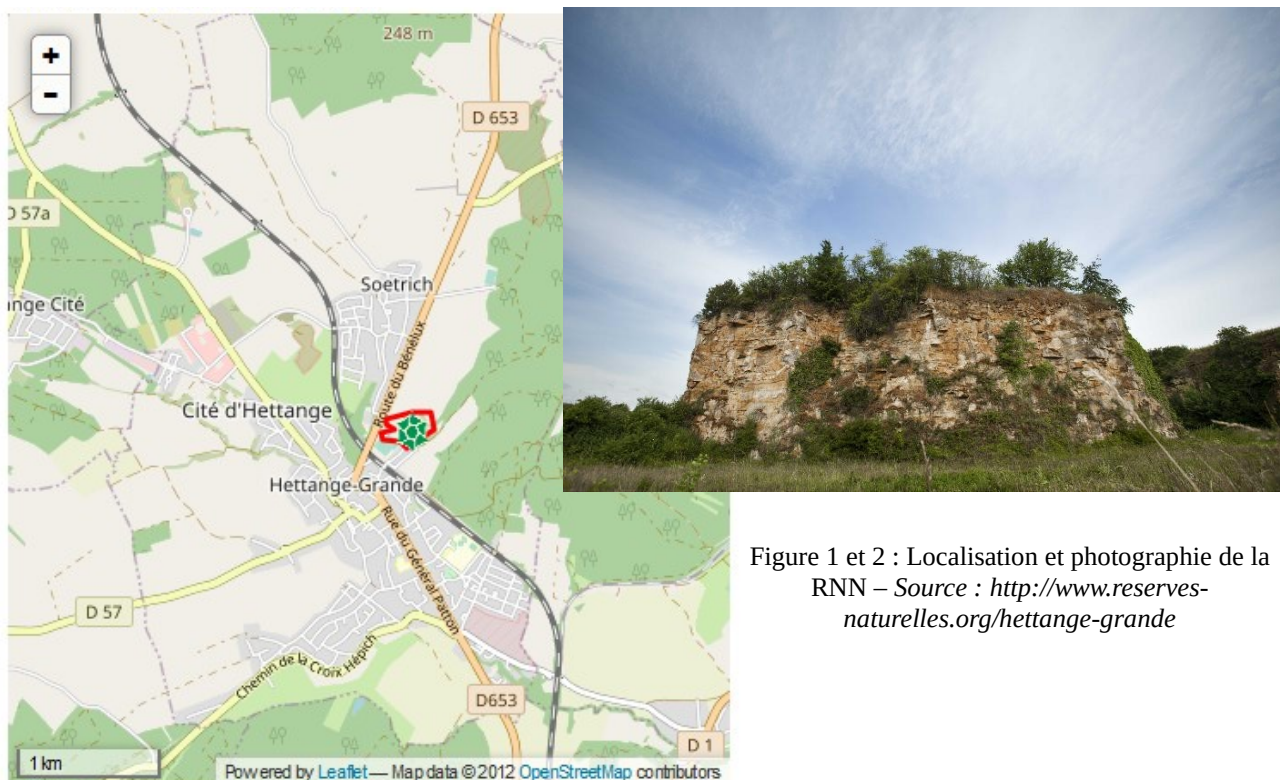 +
−
248 m
D 653
D 57a
Soetrich
ange Cité
Route du Bénélux
Cité d'Hettange
Hettange-Grande
Rue du Général Patton
D 57
Chemin de la Croix Hépich
D653
D 1
1 km
Powered by Leaflet — Map data © 2012 OpenStreetMap contributors
Figure 1 et 2 : Localisation et photographie de la
RNN – Source : http://www.reserves-
naturelles.org/hettange-grande